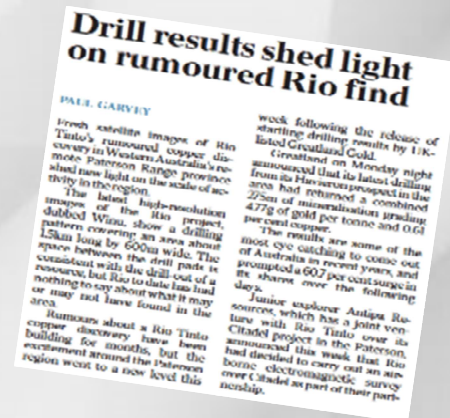 Drill results shed light
on rumoured Rio find
PAUL GARVEY
Fresh satellite images of Rio
Tinto's rumoured copper dis-
covery in Western Australia's re-
mote Paterson Range province
shed new light on the scale of ac-
tivity in the region.
The latest high-resolution
images of the Rio project,
dubbed Winu, show a drilling
pattern covering an area about
1.5km long by 600m wide. The
space between the drill pads is
consistent with the drill-out of a
resource, but Rio to date has had
nothing to say about what it may
or may not have found in the
area.
Rumours about a Rio Tinto
copper discovery have been
building for months, but the
excitement around the Paterson
region went to a new level this
week following the release of
startling drilling results by UK-
listed Greatland Gold.
Greatland on Monday night
announced that its latest drilling
from its Havieron prospect in the
area had returned a combined
275m of mineralisation grading
4.77g of gold per tonne and 0.61
per cent copper.
The results are some of the
most eye catching to come out
of Australia in recent years, and
prompted a 60.7 per cent surge in
its shares over the following
days.
Junior explorer Antipa Re-
sources, which has a joint ven-
ture with Rio Tinto over its
Citadel project in the Paterson,
announced this week that Rio
had decided to carry out an air-
borne electromagnetic survey
over Citadel as part of their part-
nership.